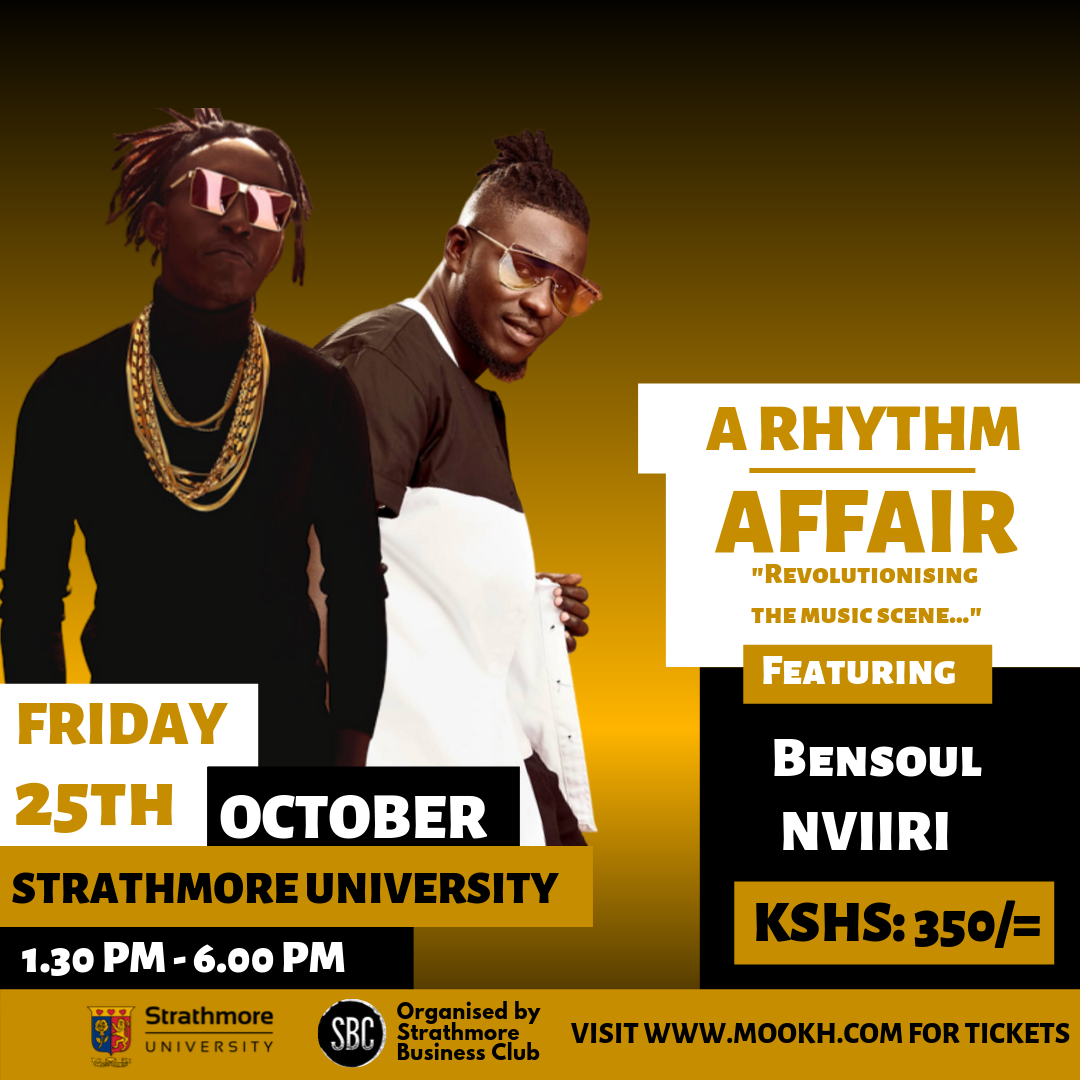 A RHYTHM
AFFAIR
"Revolutionising
the music scene..."
Featuring
Bensoul
NVIIRI
KSHS: 350/=
FRIDAY
25TH
OCTOBER
STRATHMORE UNIVERSITY
1.30 PM - 6.00 PM
Strathmore
UNIVERSITY
SBC
Organised by
Strathmore
Business Club
VISIT WWW.MOOKH.COM FOR TICKETS